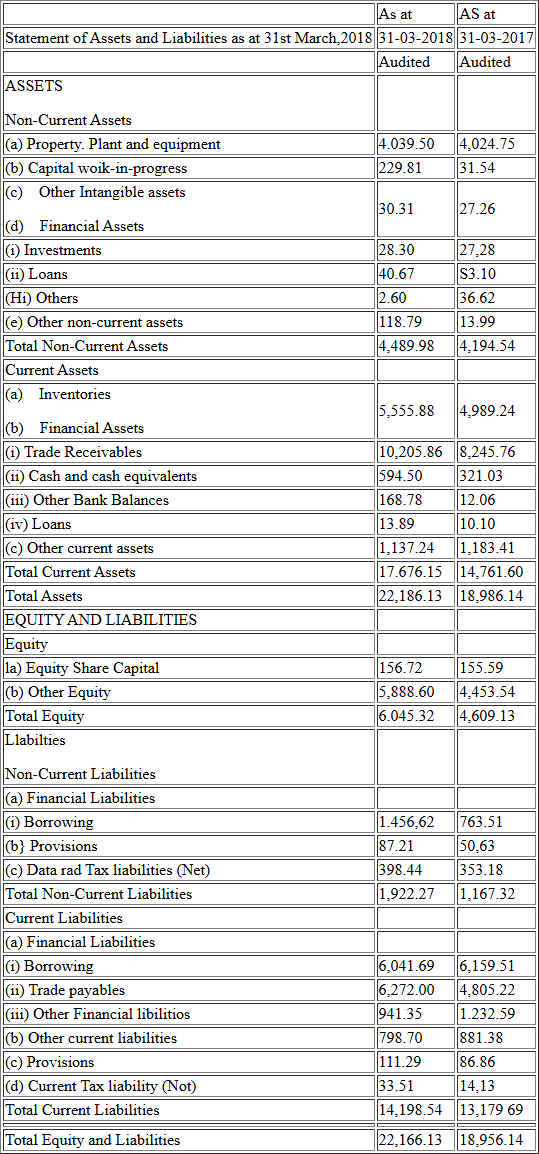 As at AS at
Statement of Assets and Liabilities as at 31st March,2018 31-03-2018 31-03-2017
Audited Audited
ASSETS
Non-Current Assets
(a) Property. Plant and equipment 4.039.50 4,024.75
(b) Capital woik-in-progress 229.81 31.54
(c) Other Intangible assets
30.31 27.26
(d) Financial Assets
(i) Investments 28.30 27,28
(ii) Loans 40.67 S3.10
(Hi) Others 2.60 36.62
(e) Other non-current assets 118.79 13.99
Total Non-Current Assets 4,489.98 4,194.54
Current Assets
(a) Inventories
5,555.88 4,989.24
(b) Financial Assets
(i) Trade Receivables 10,205.86 8,245.76
(ii) Cash and cash equivalents 594.50 321.03
(iii) Other Bank Balances 168.78 12.06
(iv) Loans 13.89 10.10
(c) Other current assets 1,137.24 1,183.41
Total Current Assets 17.676.15 14,761.60
Total Assets 22,186.13 18,986.14
EQUITY AND LIABILITIES
Equity
la) Equity Share Capital 156.72 155.59
(b) Other Equity 5,888.60 4,453.54
Total Equity 6.045.32 4,609.13
Llabilties
Non-Current Liabilities
(a) Financial Liabilities
(i) Borrowing 1.456,62 763.51
(b} Provisions 87.21 50,63
(c) Data rad Tax liabilities (Net) 398.44 353.18
Total Non-Current Liabilities 1,922.27 1,167.32
Current Liabilities
(a) Financial Liabilities
(i) Borrowing 6,041.69 6,159.51
(ii) Trade payables 6,272.00 4,805.22
(iii) Other Financial libilitios 941.35 1.232.59
(b) Other current liabilities 798.70 881.38
(c) Provisions 111.29 86.86
(d) Current Tax liability (Not) 33.51 14,13
Total Current Liabilities 14,198.54 13,179 69
Total Equity and Liabilities 22,166.13 18,956.14